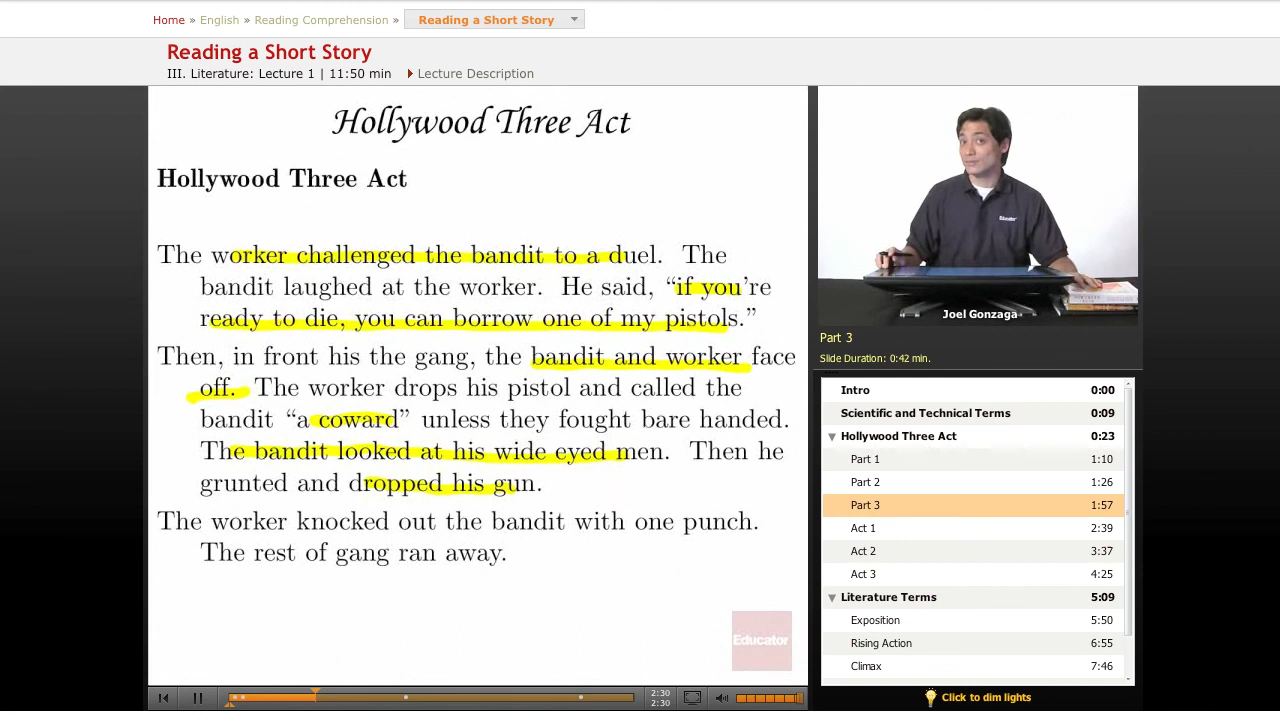 Home » English » Reading Comprehension » Reading a Short Story
Reading a Short Story
III. Literature: Lecture 1 | 11:50 min Lecture Description
Hollywood Three Act
Hollywood Three Act
The worker challenged the bandit to a duel. The
bandit laughed at the worker. He said, “if you’re
ready to die, you can borrow one of my pistols.”
Then, in front his the gang, the bandit and worker face
off. The worker drops his pistol and called the
bandit “a coward” unless they fought bare handed.
The bandit looked at his wide eyed men. Then he
grunted and dropped his gun.
The worker knocked out the bandit with one punch.
The rest of gang ran away.
Educator
2:30
2:30
Educator
Joel Gonzaga
Part 3
Slide Duration: 0:42 min.
Intro 0:00
Scientific and Technical Terms 0:09
Hollywood Three Act 0:23
Part 1 1:10
Part 2 1:26
Part 3 1:57
Act 1 2:39
Act 2 3:37
Act 3 4:25
Literature Terms 5:09
Exposition 5:50
Rising Action 6:55
Climax 7:46
Click to dim lights